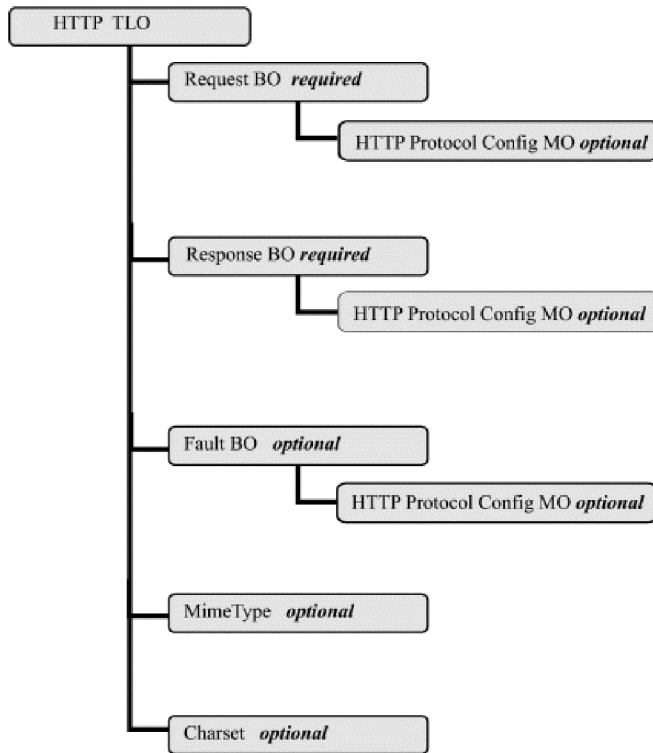 HTTP TLO
Request BO required
HTTP Protocol Config MO optional
Response BO required
HTTP Protocol Config MO optional
Fault BO optional
HTTP Protocol Config MO optional
MimeType optional
Charset optional